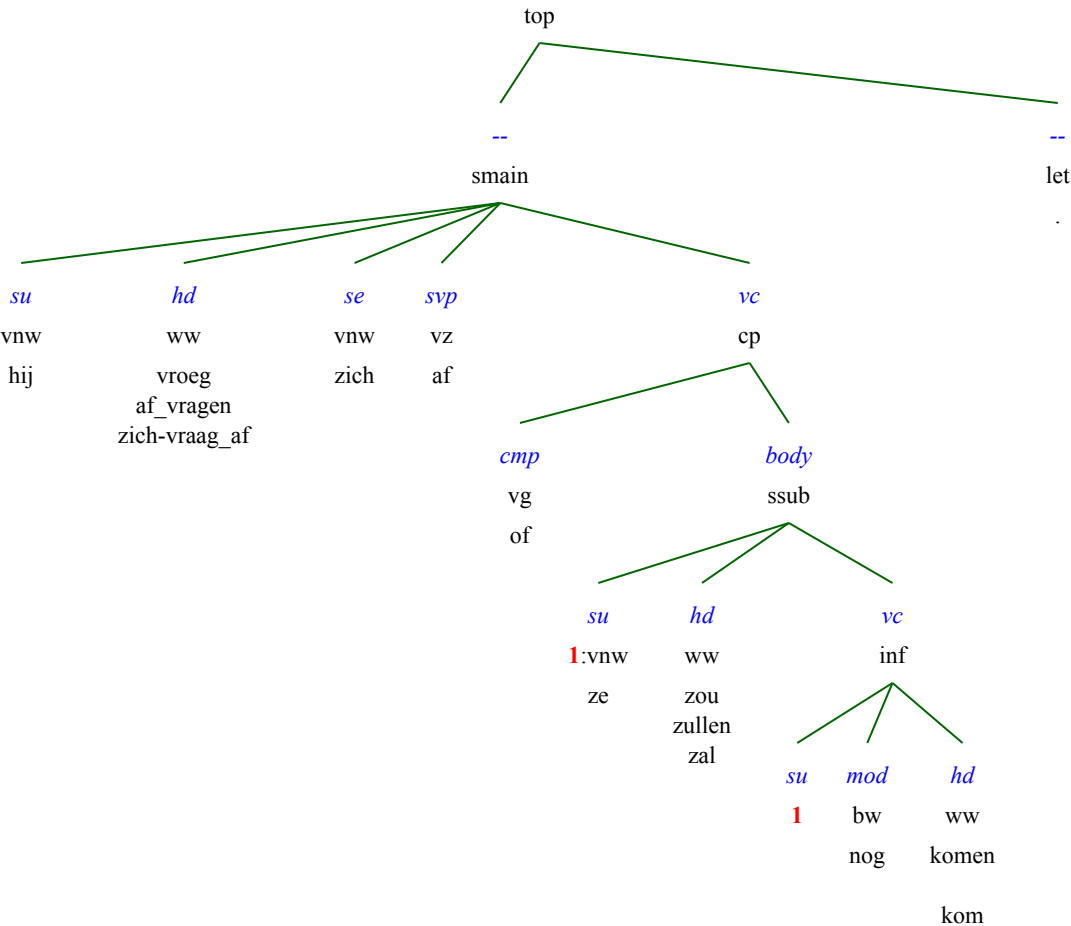 top
-- --
smain let
.
su hd se svp vc
vnw ww vnw vz cp
hij vroeg zich af
af_vragen
zich-vraag_af
cmp body
vg ssub
of
su hd vc
1:vnw ww inf
ze zou
zullen
zal
su mod hd
1 bw ww
nog komen
kom